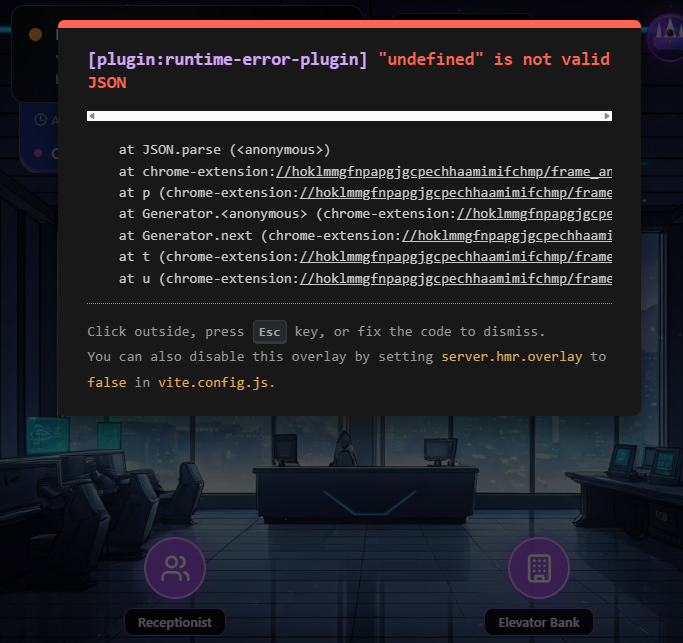 [plugin:runtime-error-plugin] "undefined" is not valid
JSON
at JSON.parse (<anonymous>)
at chrome-extension://hoklmmgfnpapgjgcpechhaamimifchmp/frame_an
at p (chrome-extension://hoklmmgfnpapgjgcpechhaamimifchmp/frame
at Generator.<anonymous> (chrome-extension://hoklmmgfnpapgjgcpe
at Generator.next (chrome-extension://hoklmmgfnpapgjgcpechhaami
at t (chrome-extension://hoklmmgfnpapgjgcpechhaamimifchmp/frame
at u (chrome-extension://hoklmmgfnpapgjgcpechhaamimifchmp/frame
Click outside, press Esc key, or fix the code to dismiss.
You can also disable this overlay by setting server.hmr.overlay to
false in vite.config.js.
Receptionist
Elevator Bank